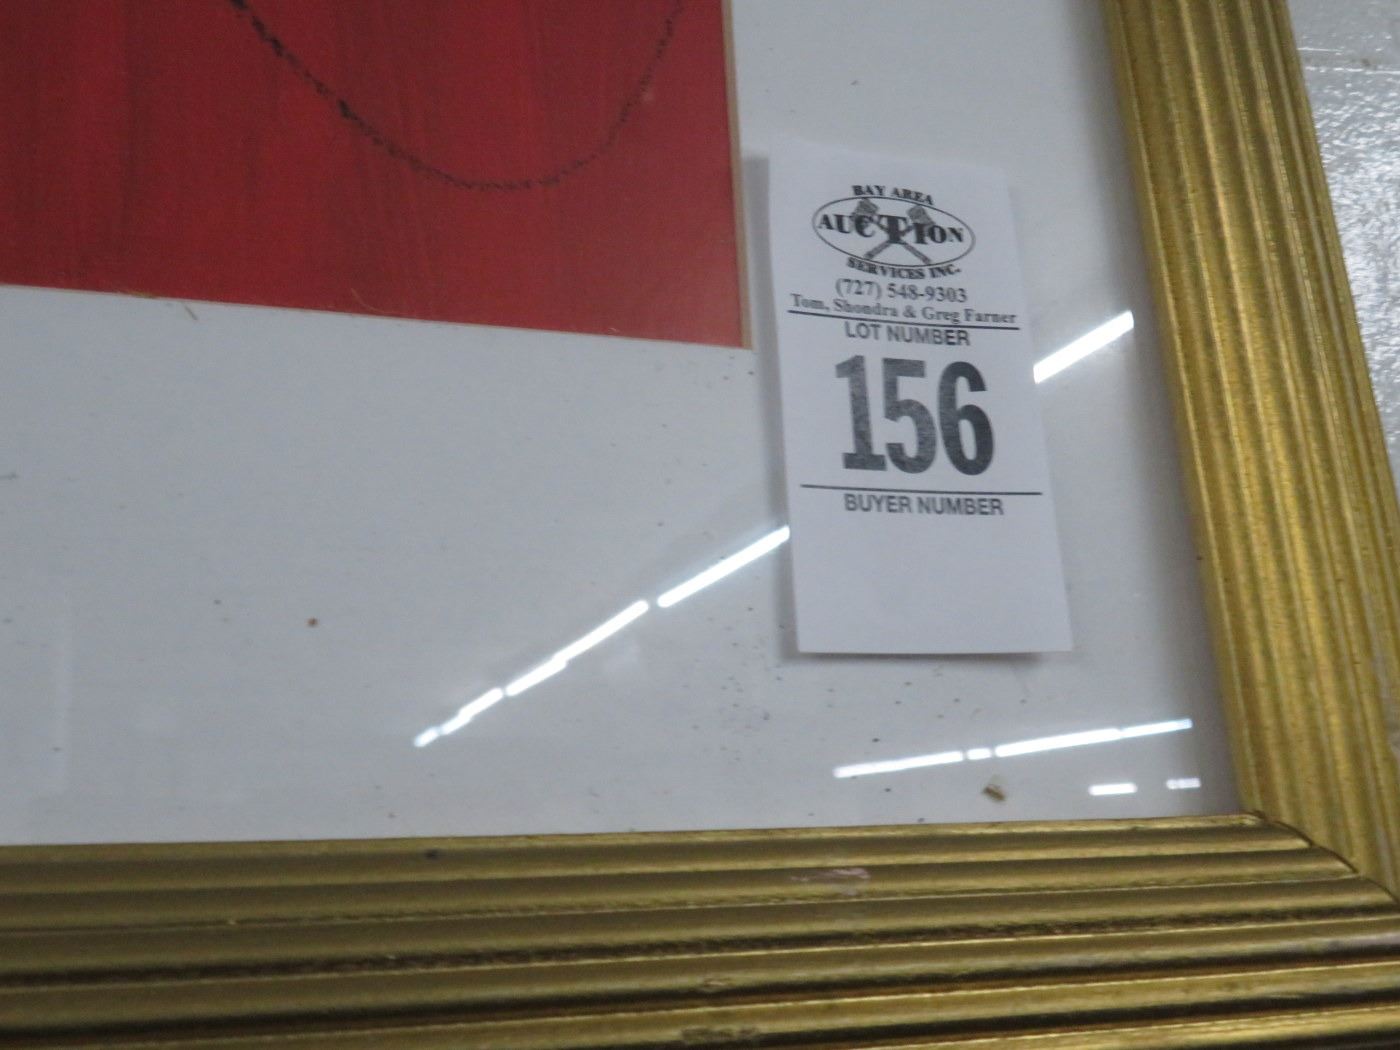 BAY AREA
AUCTION
SERVICES INC.
(727) 548-9303
Tom, Shondra & Greg Farner
LOT NUMBER
156
BUYER NUMBER